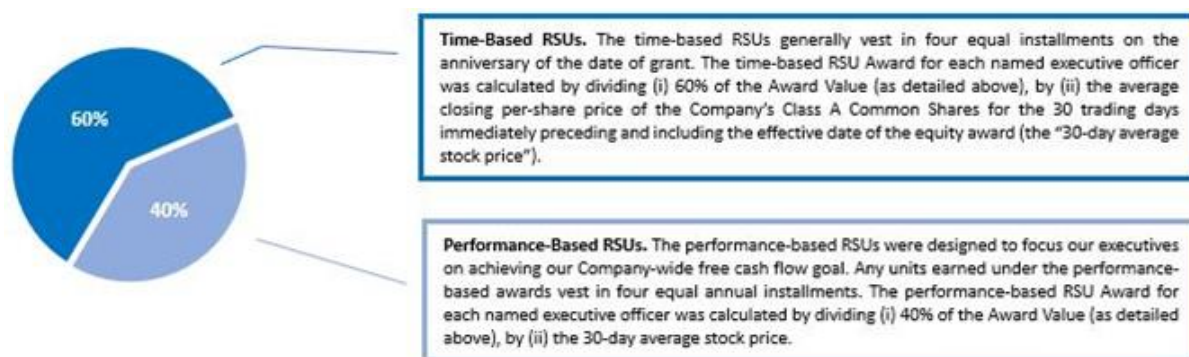 60%
40%
Time-Based RSUs. The time-based RSUs generally vest in four equal installments on the
anniversary of the date of grant. The time-based RSU Award for each named executive officer
was calculated by dividing (i) 60% of the Award Value (as detailed above), by (ii) the average
closing per-share price of the Company's Class A Common Shares for the 30 trading days
immediately preceding and including the effective date of the equity award (the "30-day average
stock price").
Performance-Based RSUs. The performance-based RSUs were designed to focus our executives
on achieving our Company-wide free cash flow goal. Any units earned under the performance-
based awards vest in four equal annual installments. The performance-based RSU Award for
each named executive officer was calculated by dividing (i) 40% of the Award Value (as detailed
above), by (ii) the 30-day average stock price.